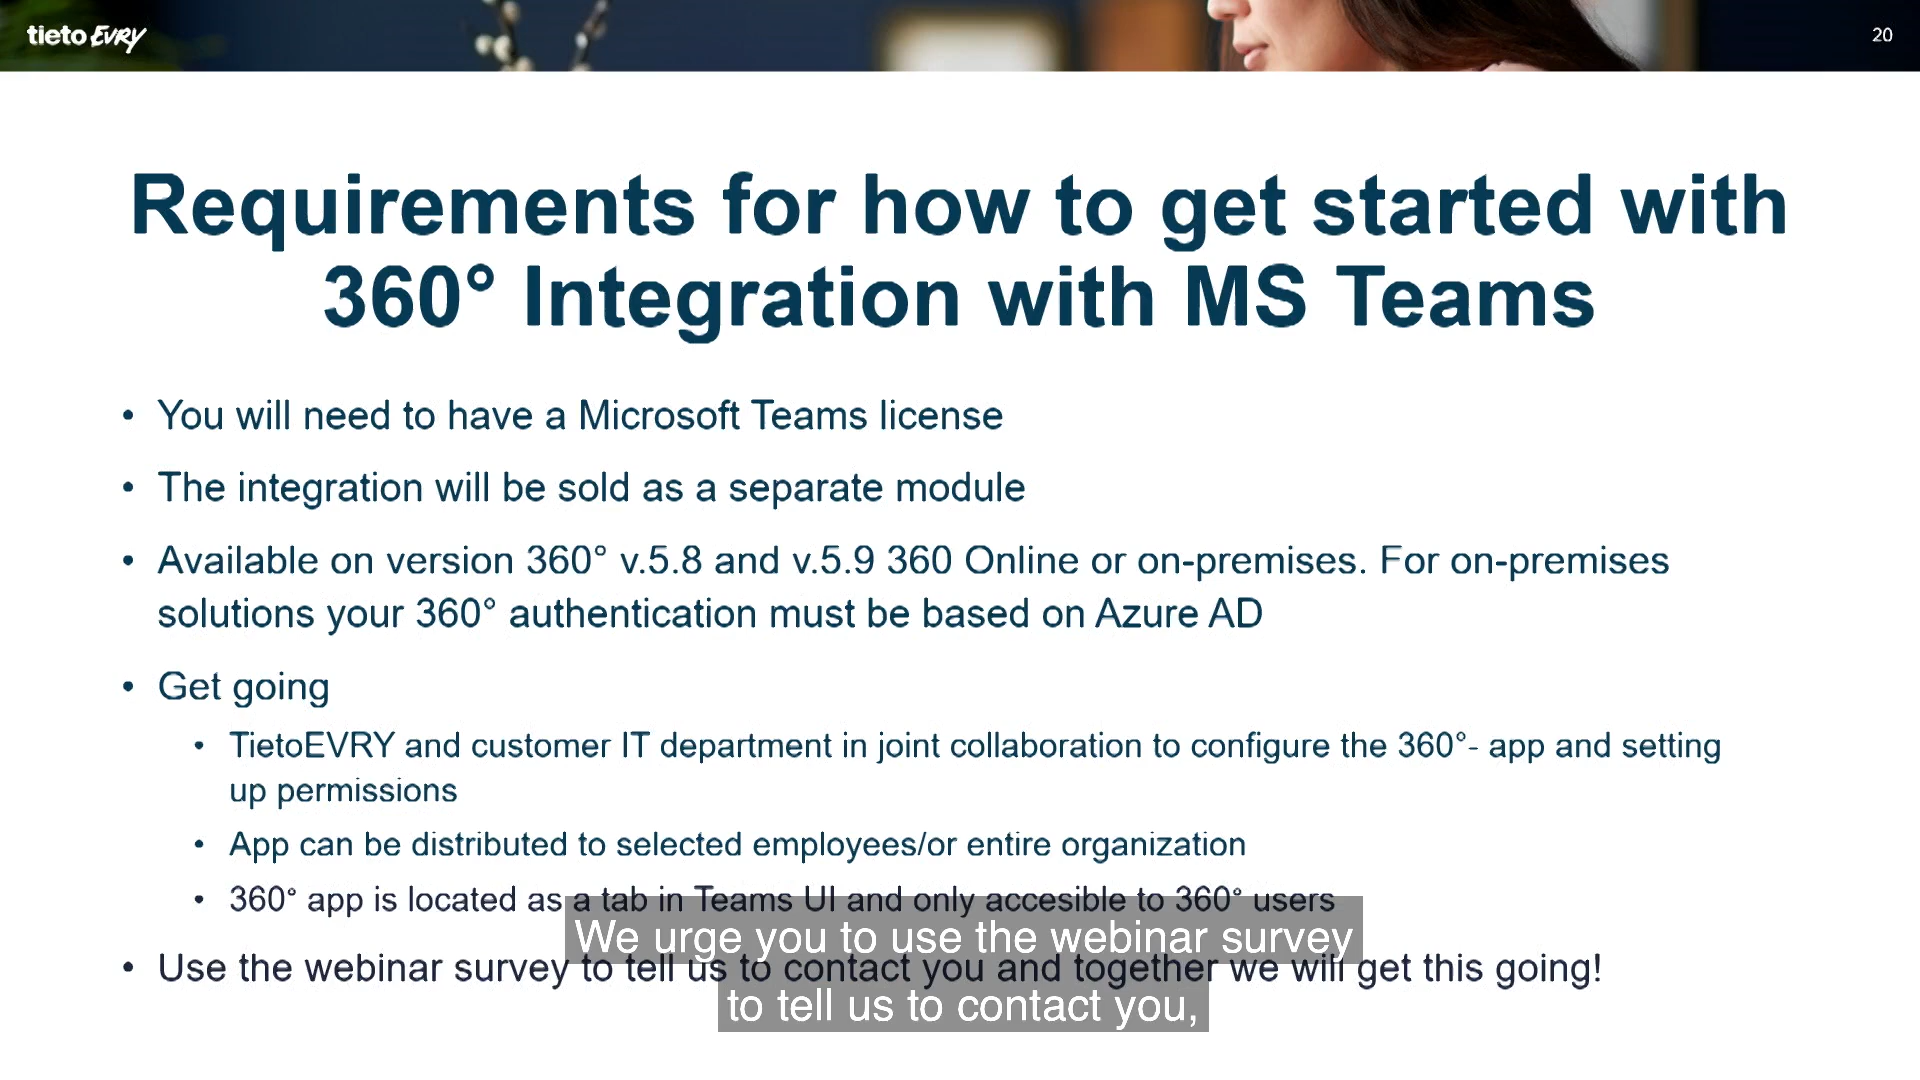 tieto EVRY
20
Requirements for how to get started with
360° Integration with MS Teams
• You will need to have a Microsoft Teams license
• The integration will be sold as a separate module
• Available on version 360° v.5.8 and v.5.9 360 Online or on-premises. For on-premises
solutions your 360° authentication must be based on Azure AD
• Get going
• TietoEVRY and customer IT department in joint collaboration to configure the 360°- app and setting
up permissions
• App can be distributed to selected employees/or entire organization
• 360° app is located as a tab in Teams UI and only accesible to 360° users
• Use the webinar survey to tell us to contact you and together we will get this going!
We urge you to use the webinar survey
to tell us to contact you,